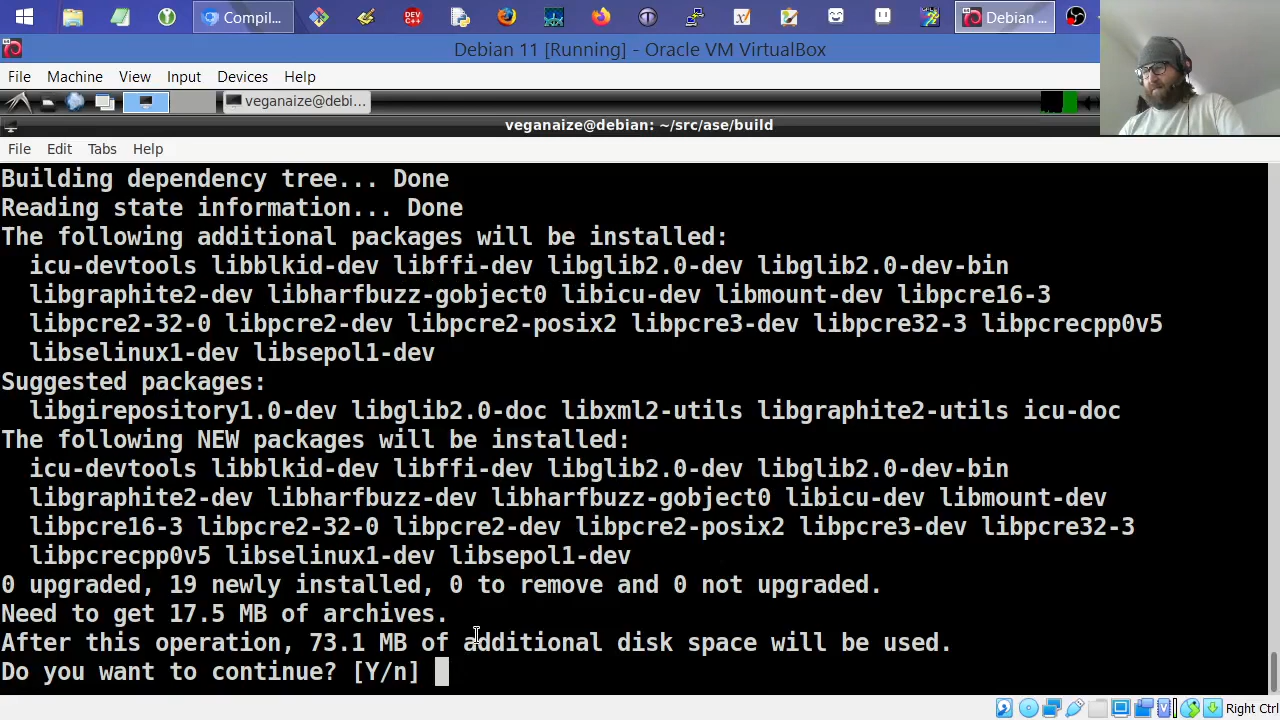 Compil...
Debian ...
Debian 11 [Running] - Oracle VM VirtualBox
File Machine View Input Devices Help
veganaize@debi...
veganaize@debian: ~/src/ase/build
File Edit Tabs Help
Building dependency tree... Done
Reading state information... Done
The following additional packages will be installed:
icu-devtools libblkid-dev libffi-dev libglib2.0-dev libglib2.0-dev-bin
libgraphite2-dev libharfbuzz-gobject0 libicu-dev libmount-dev libpcre16-3
libpcre2-32-0 libpcre2-dev libpcre2-posix2 libpcre3-dev libpcre32-3 libpcrecpp0v5
libselinux1-dev libsepol1-dev
Suggested packages:
libgirepository1.0-dev libglib2.0-doc libxml2-utils libgraphite2-utils icu-doc
The following NEW packages will be installed:
icu-devtools libblkid-dev libffi-dev libglib2.0-dev libglib2.0-dev-bin
libgraphite2-dev libharfbuzz-dev libharfbuzz-gobject0 libicu-dev libmount-dev
libpcre16-3 libpcre2-32-0 libpcre2-dev libpcre2-posix2 libpcre3-dev libpcre32-3
libpcrecpp0v5 libselinux1-dev libsepol1-dev
0 upgraded, 19 newly installed, 0 to remove and 0 not upgraded.
Need to get 17.5 MB of archives.
After this operation, 73.1 MB of additional disk space will be used.
Do you want to continue? [Y/n]
Right Ctrl